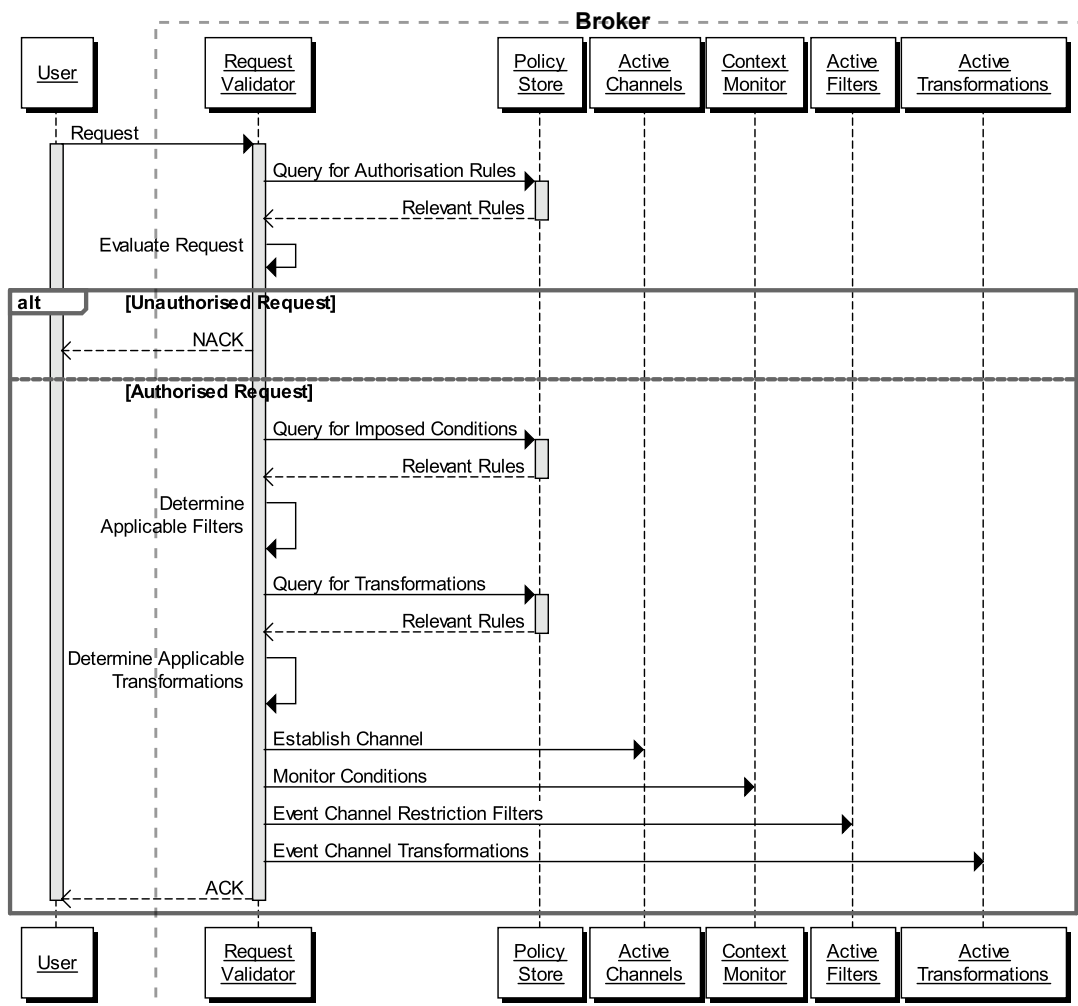 Broker
User
Request
Validator
Policy
Store
Active
Channels
Context
Monitor
Active
Filters
Active
Transformations
Request
Query for Authorisation Rules
Relevant Rules
Evaluate Request
alt
[Unauthorised Request]
NACK
[Authorised Request]
Query for Imposed Conditions
Relevant Rules
Determine
Applicable Filters
Query for Transformations
Relevant Rules
Determine Applicable
Transformations
Establish Channel
Monitor Conditions
Event Channel Restriction Filters
Event Channel Transformations
ACK
User
Request
Validator
Policy
Store
Active
Channels
Context
Monitor
Active
Filters
Active
Transformations